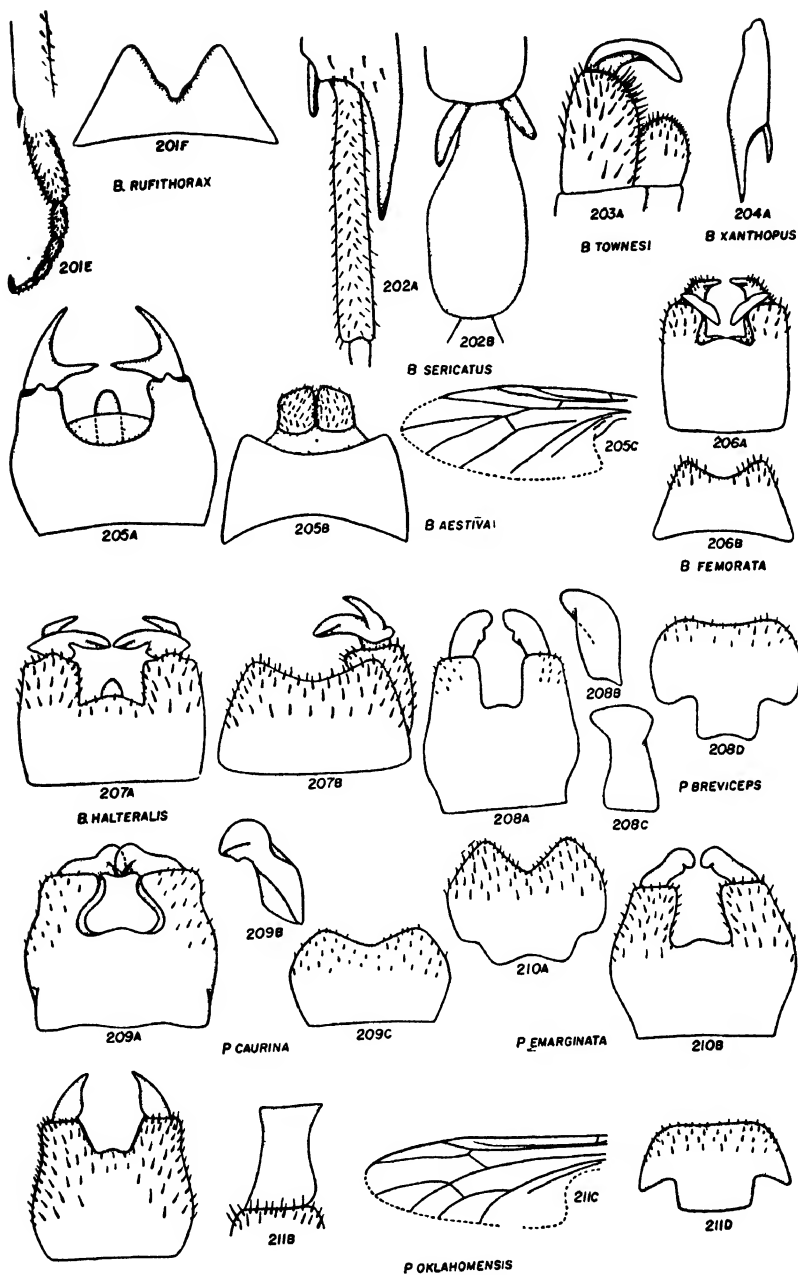 201F
B. RUFITHORAX
201E
202A
202B
B SERICATUS
203A
B TOWNESI
204A
B XANTHOPUS
205A
205B
205C
B AESTIVAL
206A
206B
B FEMORATA
207A
B. HALTERALIS
207B
208A
208B
208C
208D
P BREVICEPS
209A
209B
P CAURINA
209C
210A
P EMARGINATA
210B
211B
211C
P OKLAHOMENSIS
211D